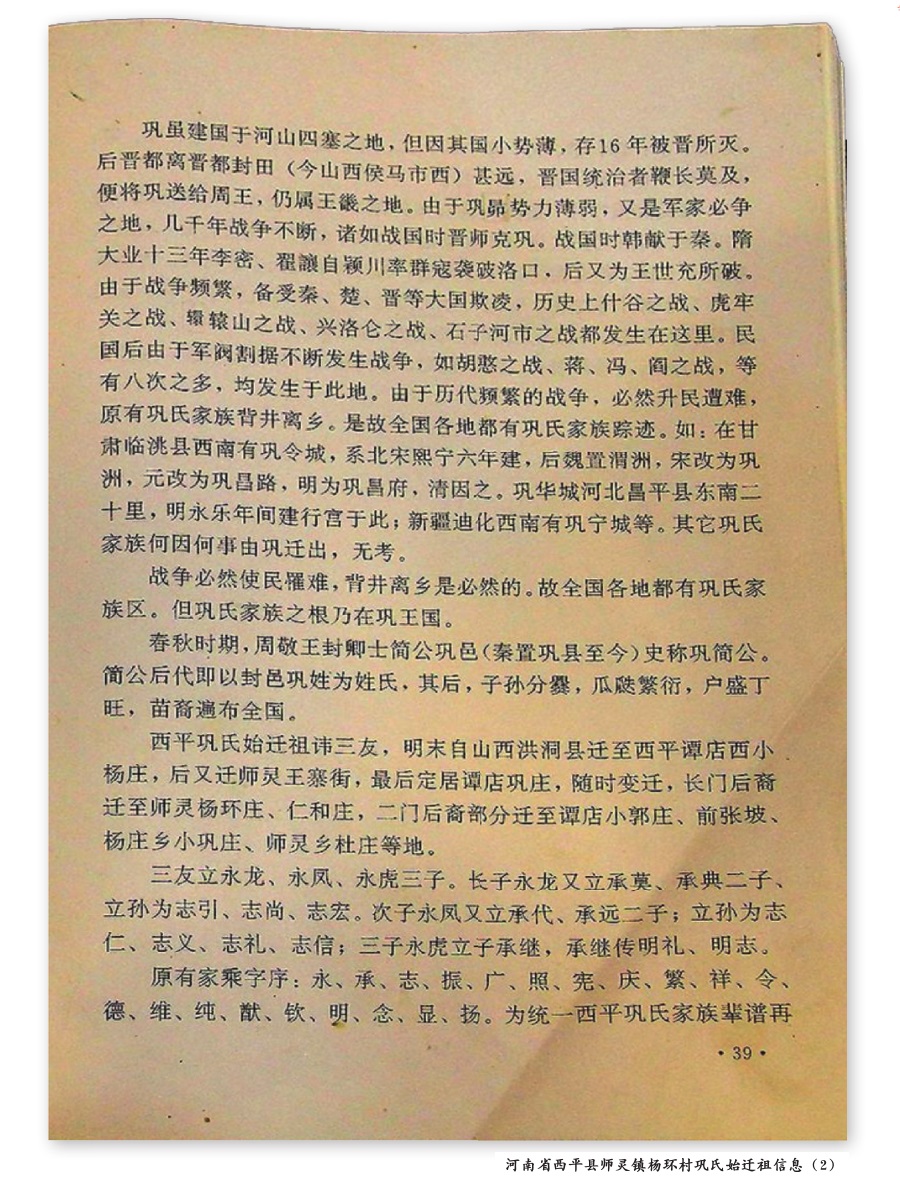 巩虽建国于河山四塞之地，但因其国小势薄，存16年被晋所灭。
后晋都离晋都封田（今山西侯马市西）甚远，晋国统治者鞭长莫及，
便将巩送给周王，仍属王畿之地。由于巩昴势力薄弱，又是军家必争
之地，几千年战争不断，诸如战国时晋师克巩。战国时韩献于秦。隋
大业十三年李密、翟讓自颖川率群寇袭破洛口，后又为王世充所破。
由于战争频繁，备受秦、楚、晋等大国欺凌，历史上什谷之战、虎牢
关之战、轘辕山之战、兴洛仑之战、石子河市之战都发生在这里。民
国后由于军阀割据不断发生战争，如胡憨之战、蒋、冯、阎之战，等
有八次之多，均发生于此地。由于历代频繁的战争，必然升民遭难，
原有巩氏家族背井离乡。是故全国各地都有巩氏家族踪迹。如：在甘
肃临洮县西南有巩令城，系北宋熙宁六年建，后魏置渭洲，宋改为巩
洲，元改为巩昌路，明为巩昌府，清因之。巩华城河北昌平县东南二
十里，明永乐年间建行宫于此；新疆迪化西南有巩宁城等。其它巩氏
家族何因何事由巩迁出，无考。
战争必然使民罹难，背井离乡是必然的。故全国各地都有巩氏家
族区。但巩氏家族之根乃在巩王国。
春秋时期，周敬王封卿士简公巩邑（秦置巩县至今）史称巩简公。
简公后代即以封邑巩姓为姓氏，其后，子孙分爨，瓜瓞繁衍，户盛丁
旺，苗裔遍布全国。
西平巩氏始迁祖讳三友，明末自山西洪洞县迁至西平谭店西小
杨庄，后又迁师灵王寨街，最后定居谭店巩庄，随时变迁，长门后裔
迁至师灵杨环庄、仁和庄，二门后裔部分迁至谭店小郭庄、前张坡、
杨庄乡小巩庄、师灵乡杜庄等地。
三友立永龙、永凤、永虎三子。长子永龙又立承莫、承典二子、
立孙为志引、志尚、志宏。次子永凤又立承代、承远二子；立孙为志
仁、志义、志礼、志信；三子永虎立子承继，承继传明礼、明志。
原有家乘字序：永、承、志、振、广、照、宪、庆、繁、祥、令、
德、维、纯、猷、钦、明、念、显、扬。为统一西平巩氏家族辈谱再
·39·
河南省西平县师灵镇杨环村巩氏始迁祖信息（2）